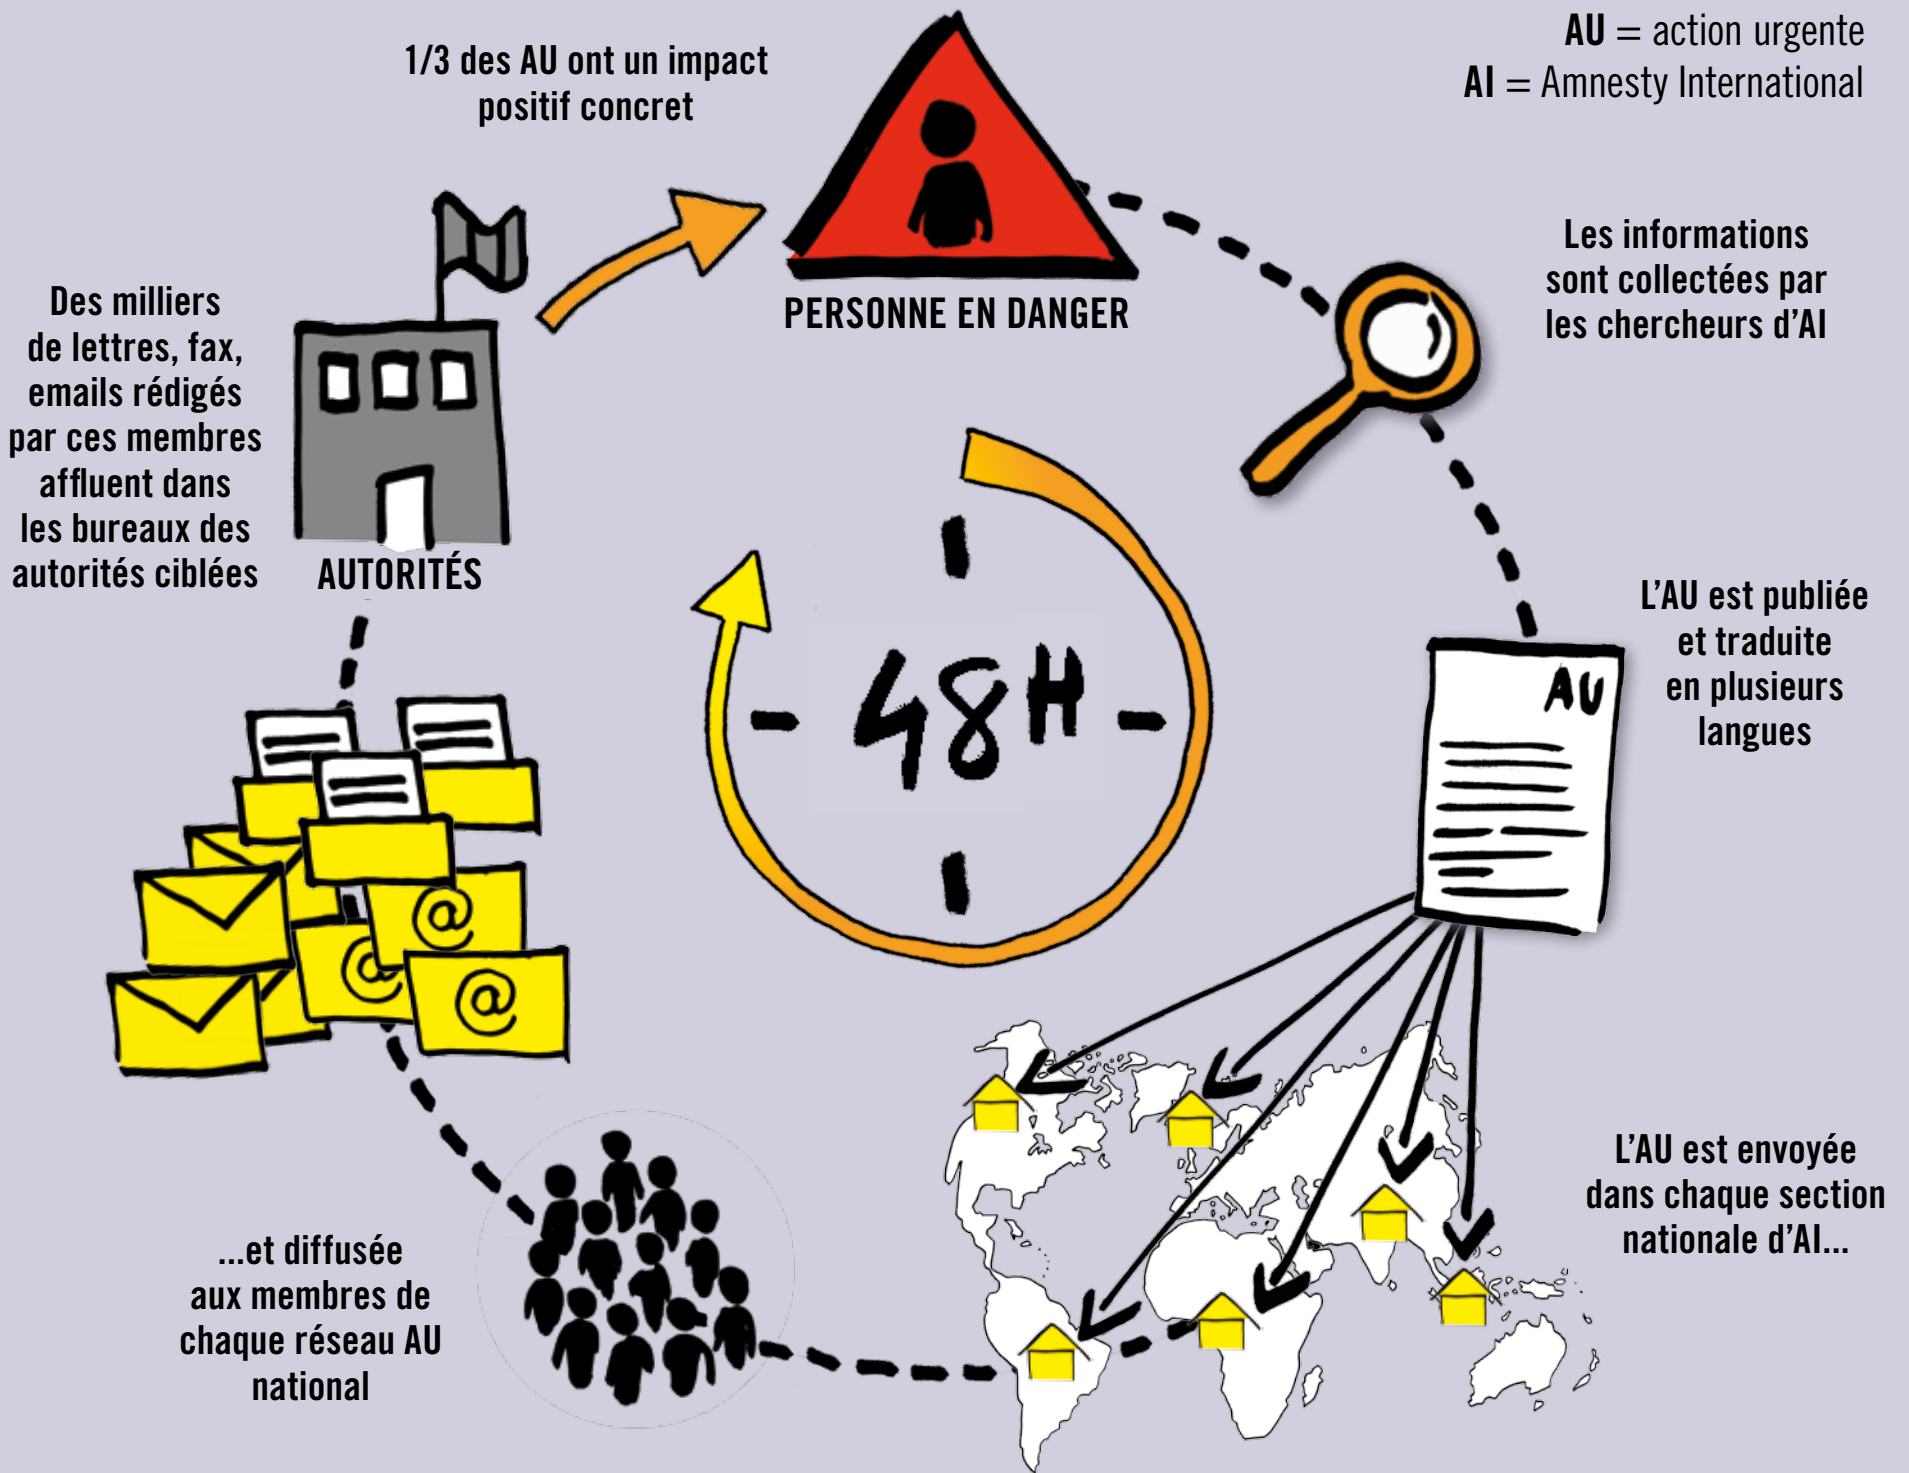 AU = action urgente
AI = Amnesty International
1/3 des AU ont un impact
positif concret
PERSONNE EN DANGER
Les informations
sont collectées par
les chercheurs d'AI
L'AU est publiée
et traduite
en plusieurs
langues
AU
L'AU est envoyée
dans chaque section
nationale d'AI...
...et diffusée
aux membres de
chaque réseau AU
national
@
@
@
Des milliers
de lettres, fax,
emails rédigés
par ces membres
affluent dans
les bureaux des
autorités ciblées
AUTORITÉS
48H